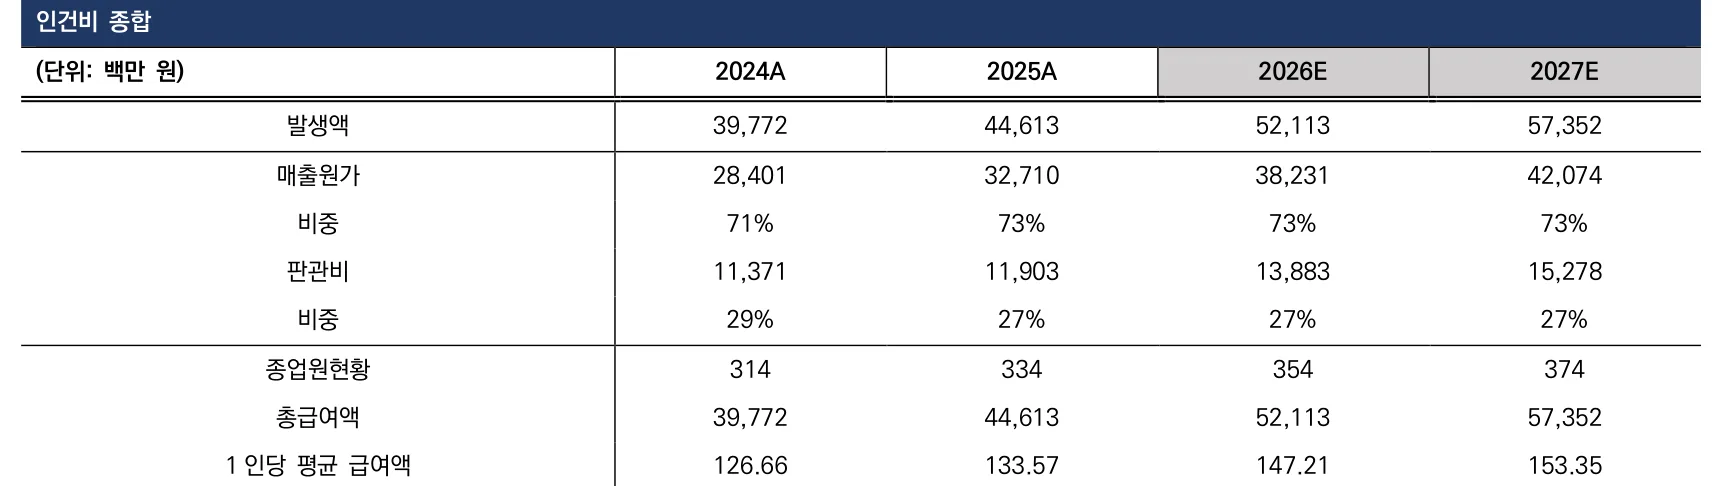 인건비 종합
(단위: 백만 원) 2024A 2025A 2026E 2027E
발생액 39,772 44,613 52,113 57,352
매출원가 28,401 32,710 38,231 42,074
비중 71% 73% 73% 73%
판관비 11,371 11,903 13,883 15,278
비중 29% 27% 27% 27%
종업원현황 314 334 354 374
총급여액 39,772 44,613 52,113 57,352
1인당 평균 급여액 126.66 133.57 147.21 153.35